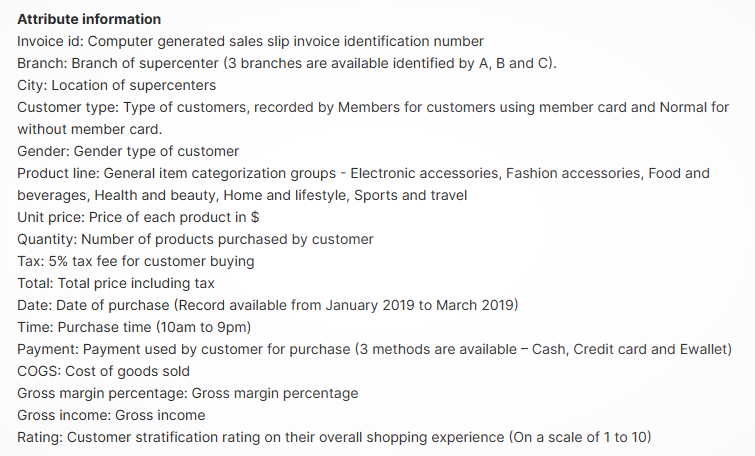 Attribute information
Invoice id: Computer generated sales slip invoice identification number
Branch: Branch of supercenter (3 branches are available identified by A, B and C).
City: Location of supercenters
Customer type: Type of customers, recorded by Members for customers using member card and Normal for
without member card.
Gender: Gender type of customer
Product line: General item categorization groups - Electronic accessories, Fashion accessories, Food and
beverages, Health and beauty, Home and lifestyle, Sports and travel
Unit price: Price of each product in $
Quantity: Number of products purchased by customer
Tax: 5% tax fee for customer buying
Total: Total price including tax
Date: Date of purchase (Record available from January 2019 to March 2019)
Time: Purchase time (10am to 9pm)
Payment: Payment used by customer for purchase (3 methods are available – Cash, Credit card and Ewallet)
COGS: Cost of goods sold
Gross margin percentage: Gross margin percentage
Gross income: Gross income
Rating: Customer stratification rating on their overall shopping experience (On a scale of 1 to 10)